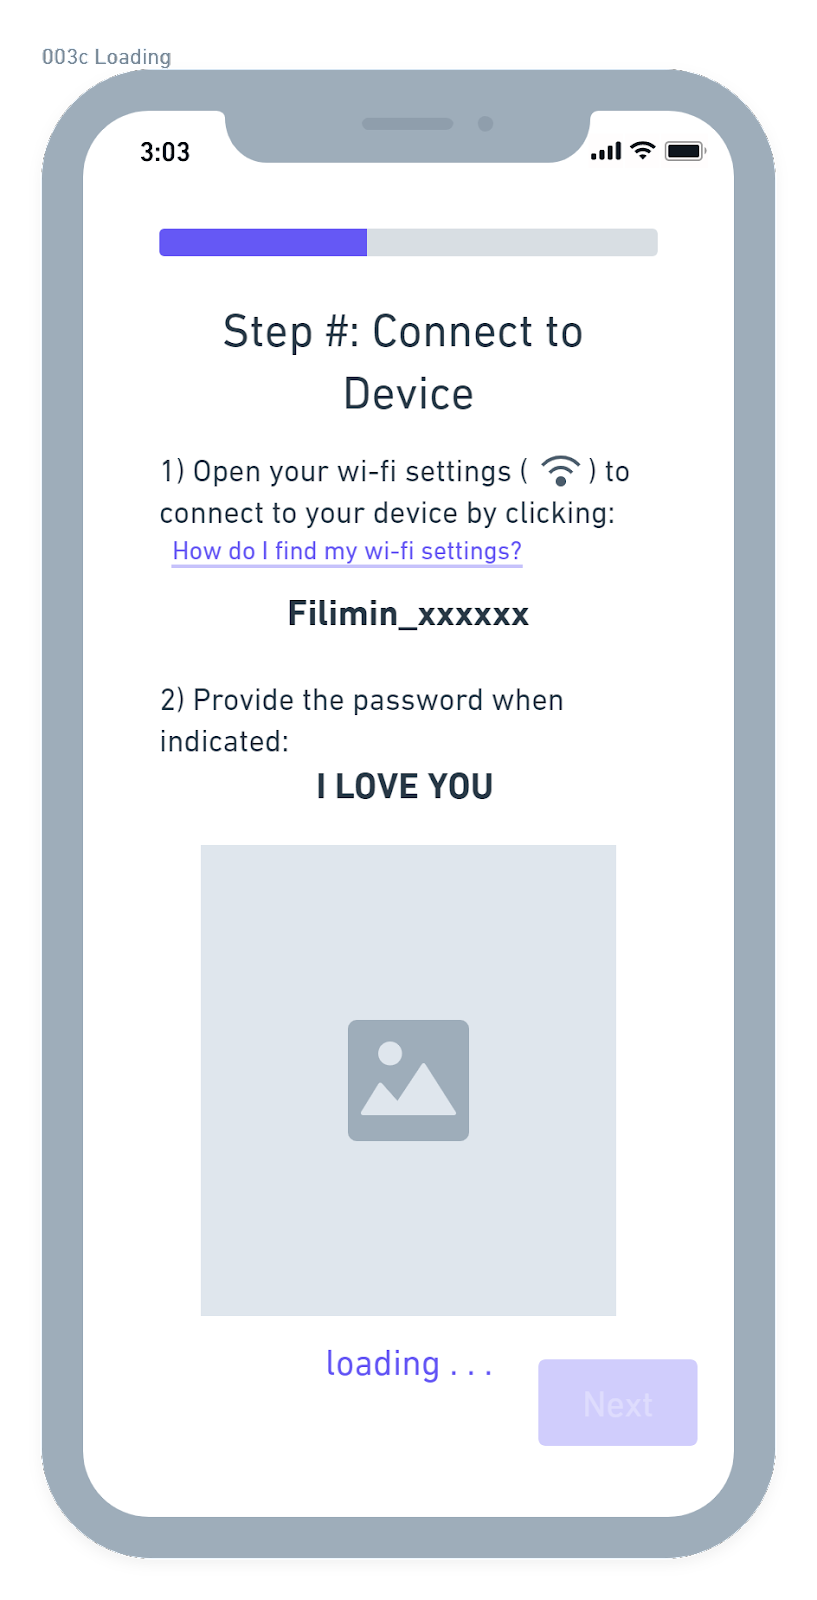 003c Loading
3:03
Step #: Connect to
Device
1) Open your wi-fi settings ( ) to
connect to your device by clicking:
How do I find my wi-fi settings?
Filimin_xxxxxx
2) Provide the password when
indicated:
I LOVE YOU
loading . . .
Next